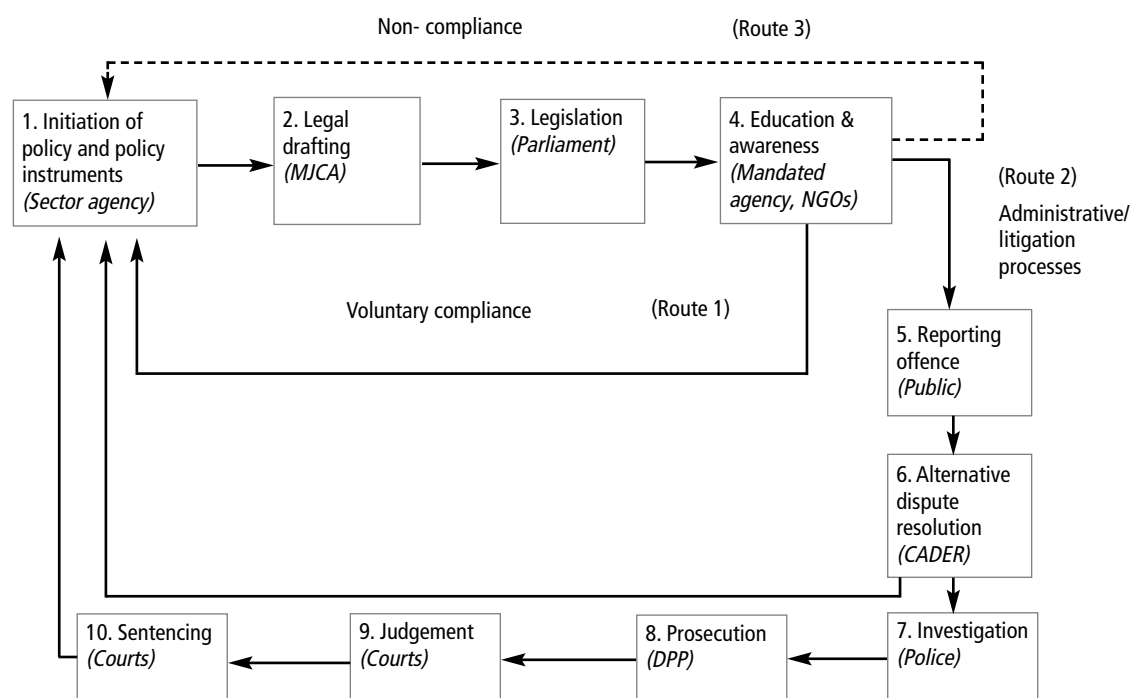 Non- compliance
(Route 3)
1. Initiation of
policy and policy
instruments
(Sector agency)
2. Legal
drafting
(MJCA)
3. Legislation
(Parliament)
4. Education &
awareness
(Mandated
agency, NGOs)
(Route 2)
Administrative/
litigation
processes
Voluntary compliance
(Route 1)
5. Reporting
offence
(Public)
6. Alternative
dispute
resolution
(CADER)
10. Sentencing
(Courts)
9. Judgement
(Courts)
8. Prosecution
(DPP)
7. Investigation
(Police)